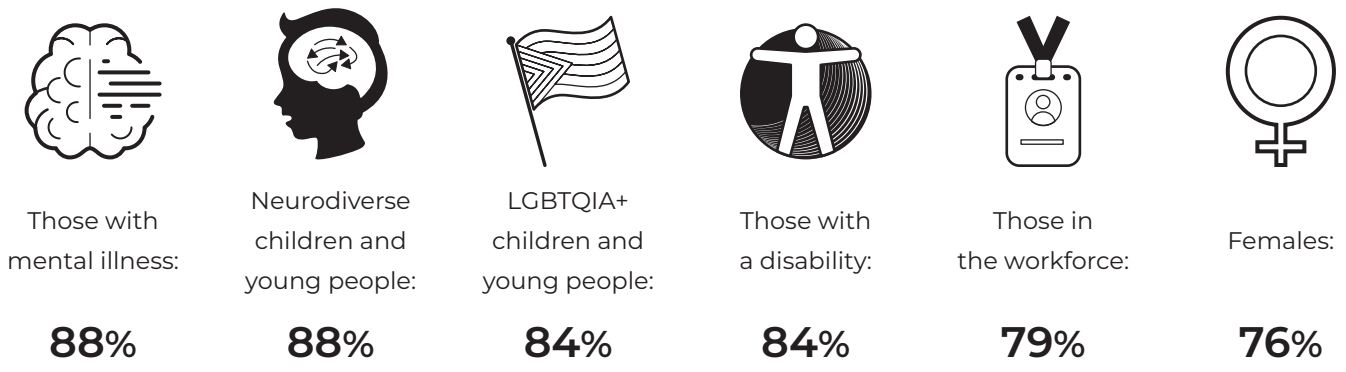 Those with
mental illness:
88%
Neurodiverse
children and
young people:
88%
LGBTQIA+
children and
young people:
84%
Those with
a disability:
84%
Those in
the workforce:
79%
Females:
76%